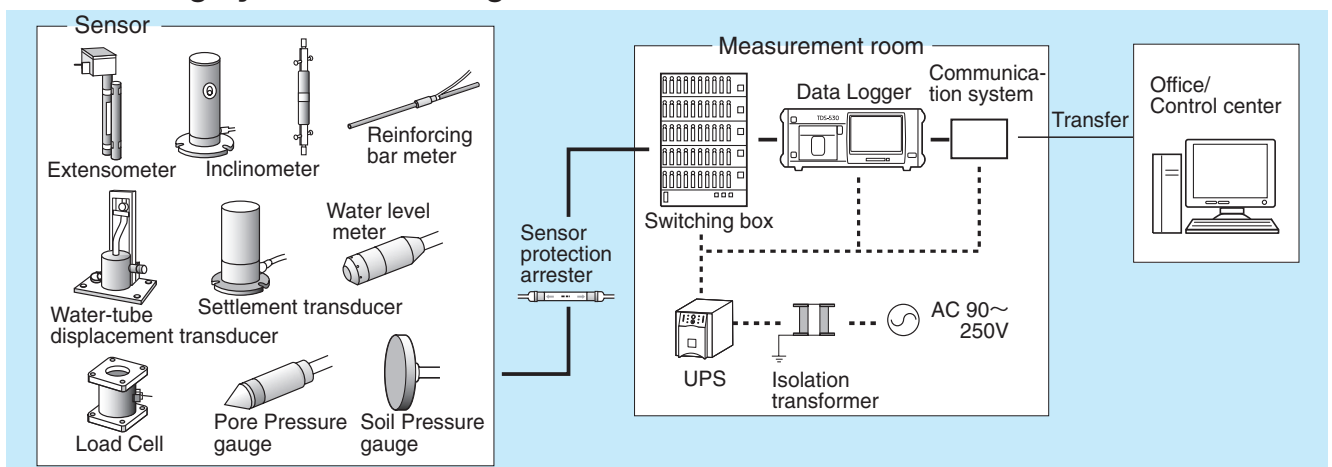 Sensor
Extensometer
Inclinometer
Reinforcing
bar meter
Water-tube
displacement transducer
Settlement transducer
Water level
meter
Load Cell
Pore Pressure
gauge
Soil Pressure
gauge
Sensor
protection
arrester
Measurement room
Switching box
Data Logger
TDS-530
Communica-
tion system
UPS
Isolation
transformer
AC 90～
250V
Transfer
Office/
Control center